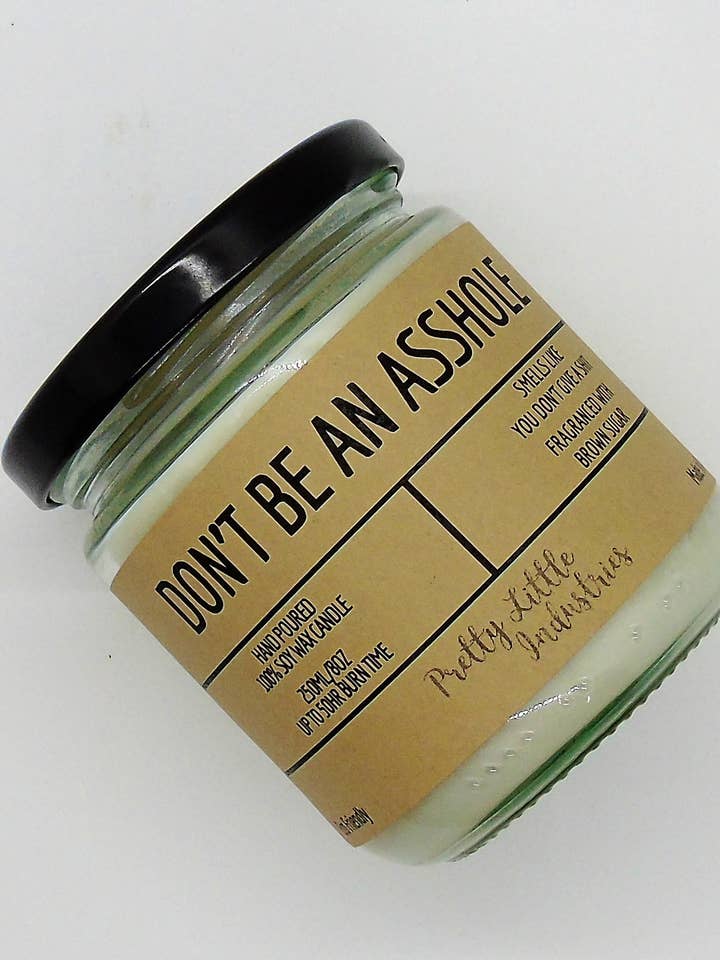 DON'T BE AN ASSHOLE
HAND POURED
100% SOY WAX CANDLE
250ML/8OZ
UP TO 50HR BURN TIME
SMELLS LIKE
YOU DON'T GIVE A SHIT
FRAGRANCED WITH
BROWN SUGAR
Pretty Little
Industries
friendly